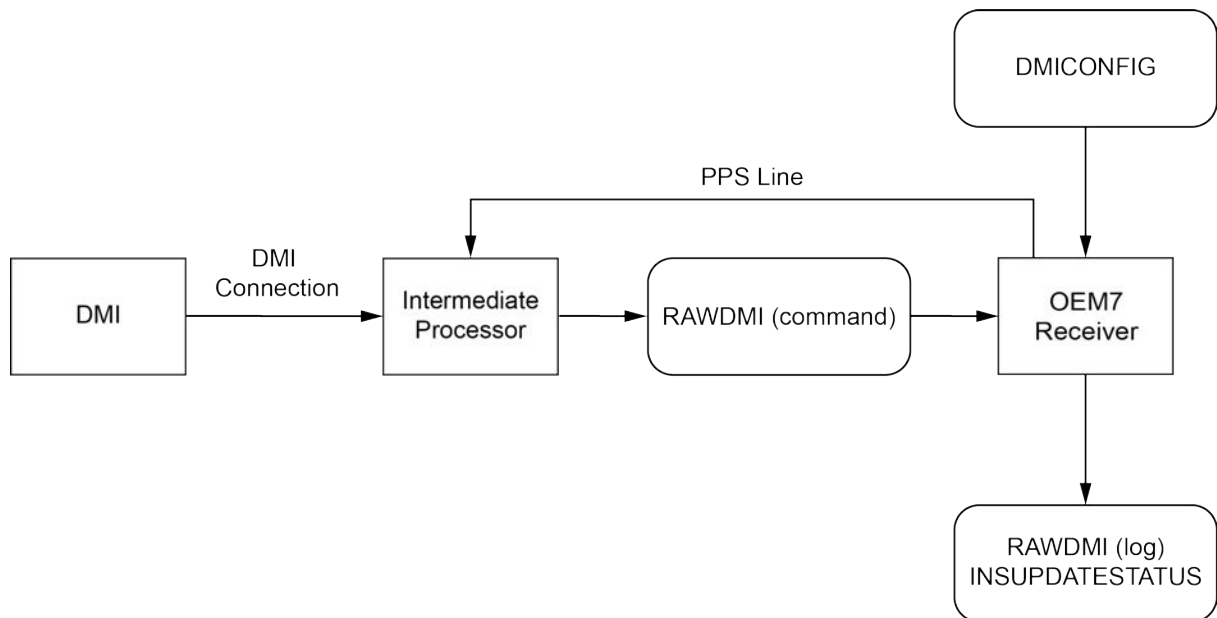 DMICONFIG
PPS Line
DMI
Connection
DMI
Intermediate
Processor
RAWDMI (command)
OEM7
Receiver
RAWDMI (log)
INSUPDATESTATUS